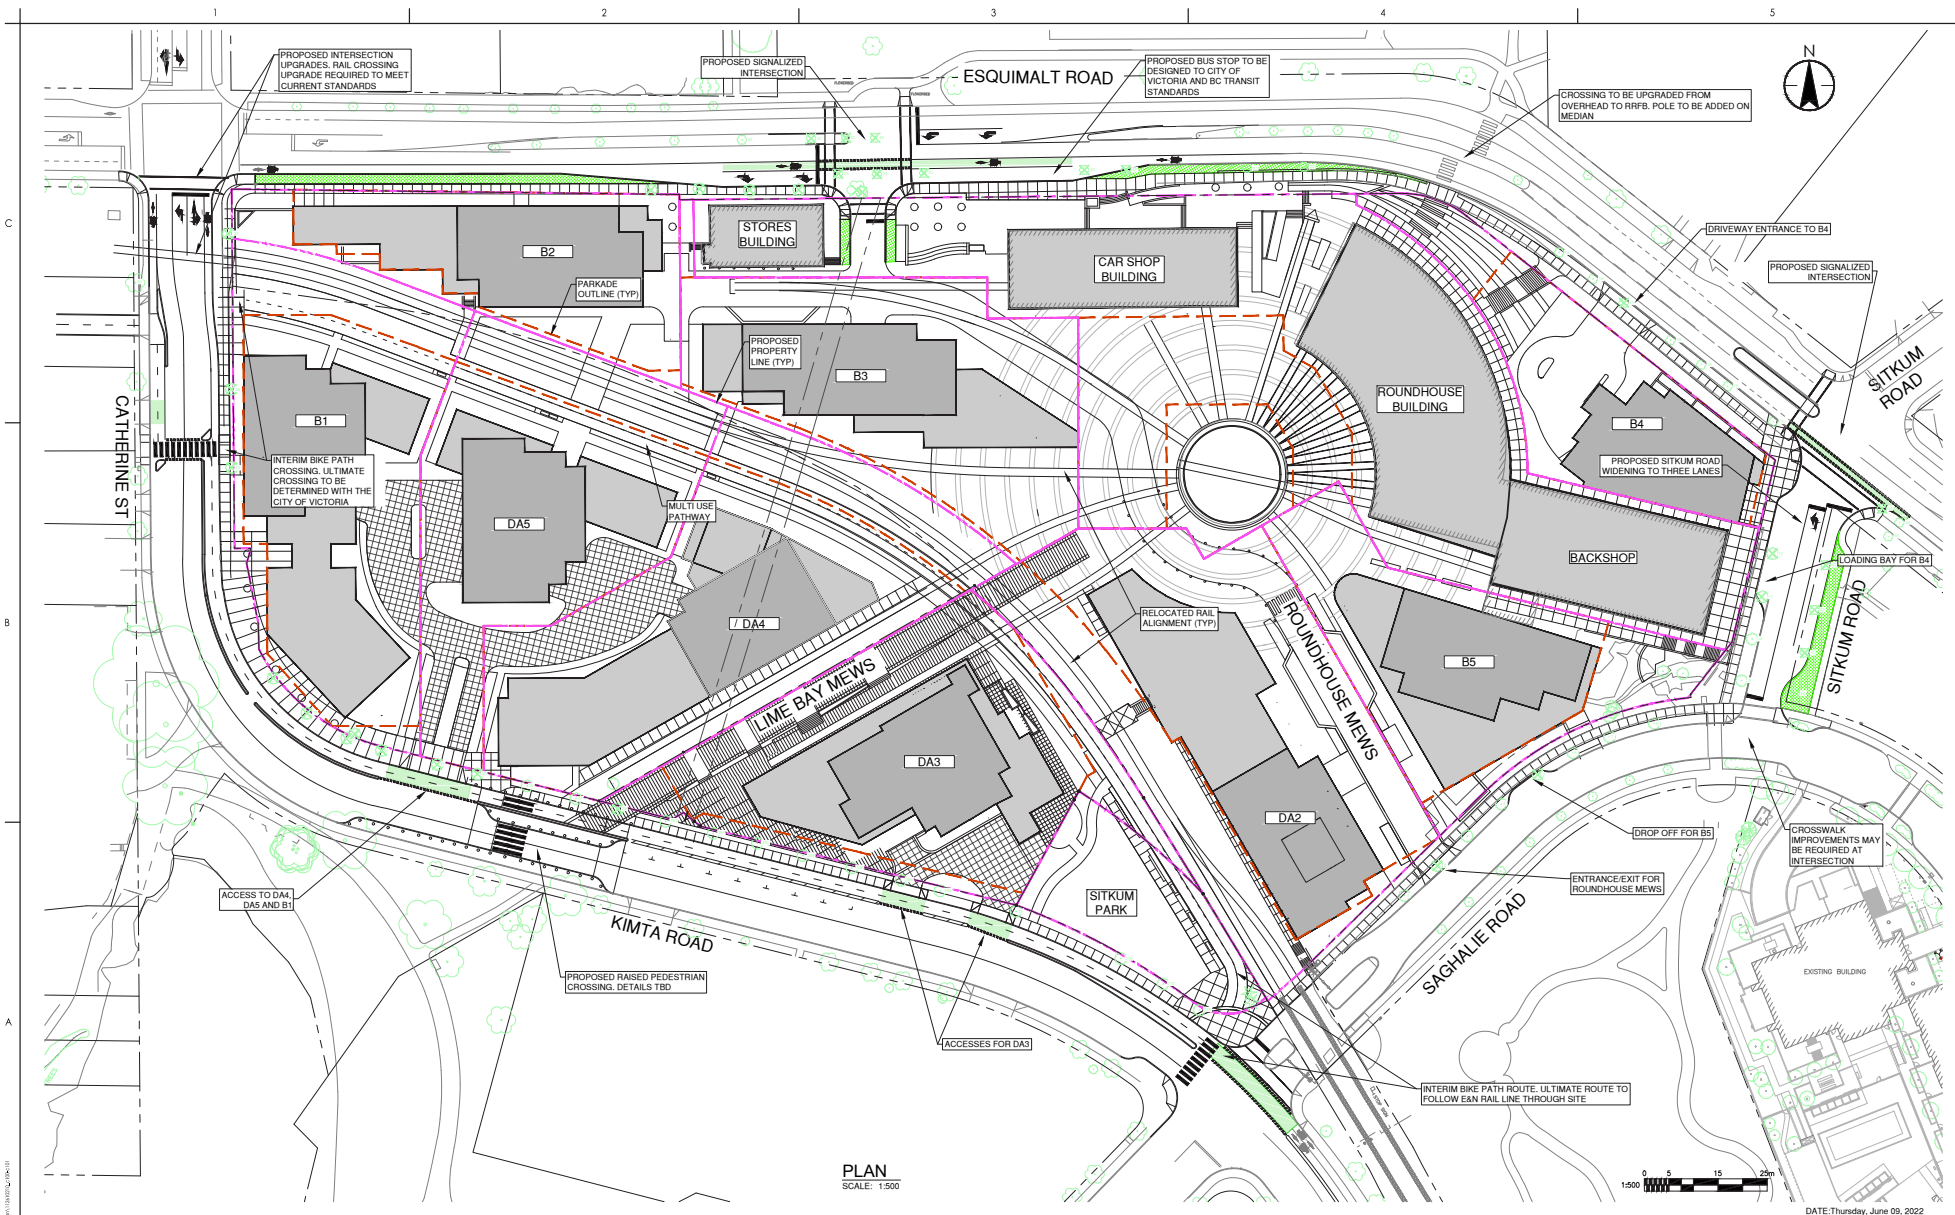 1
2
3
4
5
PROPOSED INTERSECTION
UPGRADES. RAIL CROSSING
UPGRADE REQUIRED TO MEET
CURRENT STANDARDS
PROPOSED SIGNALIZED
INTERSECTION
ESQUIMALT ROAD
PROPOSED BUS STOP TO BE
DESIGNED TO CITY OF
VICTORIA AND BC TRANSIT
STANDARDS
CROSSING TO BE UPGRADED FROM
OVERHEAD TO RRFB. POLE TO BE ADDED ON
MEDIAN
N
C
B
A
DRIVEWAY ENTRANCE TO B4
PROPOSED SIGNALIZED
INTERSECTION
STORES
BUILDING
B2
CAR SHOP
BUILDING
PARKADE
OUTLINE (TYP)
PROPOSED
PROPERTY
LINE (TYP)
B3
SITKUM
ROAD
ROUNDHOUSE
BUILDING
CATHERINE ST
B1
B4
INTERIM BIKE PATH
CROSSING. ULTIMATE
CROSSING TO BE
DETERMINED WITH THE
CITY OF VICTORIA
PROPOSED SITKUM ROAD
WIDENING TO THREE LANES
MULTI USE
PATHWAY
DA5
BACKSHOP
LOADING BAY FOR B4
DA4
RELOCATED RAIL
ALIGNMENT (TYP)
SITKUM ROAD
ROUNDHOUSE MEWS
B5
LIME BAY MEWS
DA3
DA2
DROP OFF FOR B5
CROSSWALK
IMPROVEMENTS MAY
BE REQUIRED AT
INTERSECTION
ENTRANCE/EXIT FOR
ROUNDHOUSE MEWS
ACCESS TO DA4,
DA5 AND B1
SITKUM
PARK
KIMTA ROAD
SAGHALIE ROAD
PROPOSED RAISED PEDESTRIAN
CROSSING. DETAILS TBD
EXISTING BUILDING
ACCESSES FOR DA3
INTERIM BIKE PATH ROUTE. ULTIMATE ROUTE TO
FOLLOW E&N RAIL LINE THROUGH SITE
PLAN
SCALE: 1:500
1:500
0 5 15 25m
DATE:Thursday, June 09, 2022